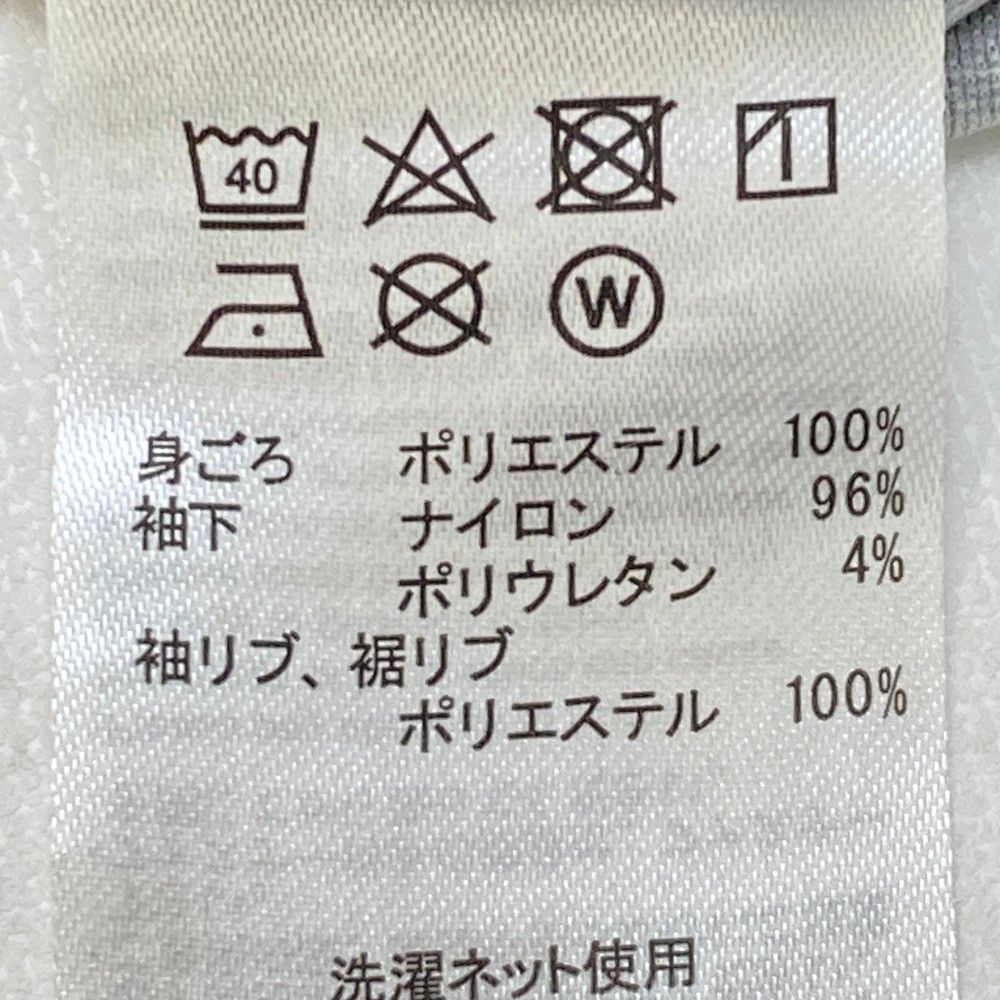 40
W
身ごろ ポリエステル 100%
袖下 ナイロン 96%
ポリウレタン 4%
袖リブ、裾リブ
ポリエステル 100%
洗濯ネット使用